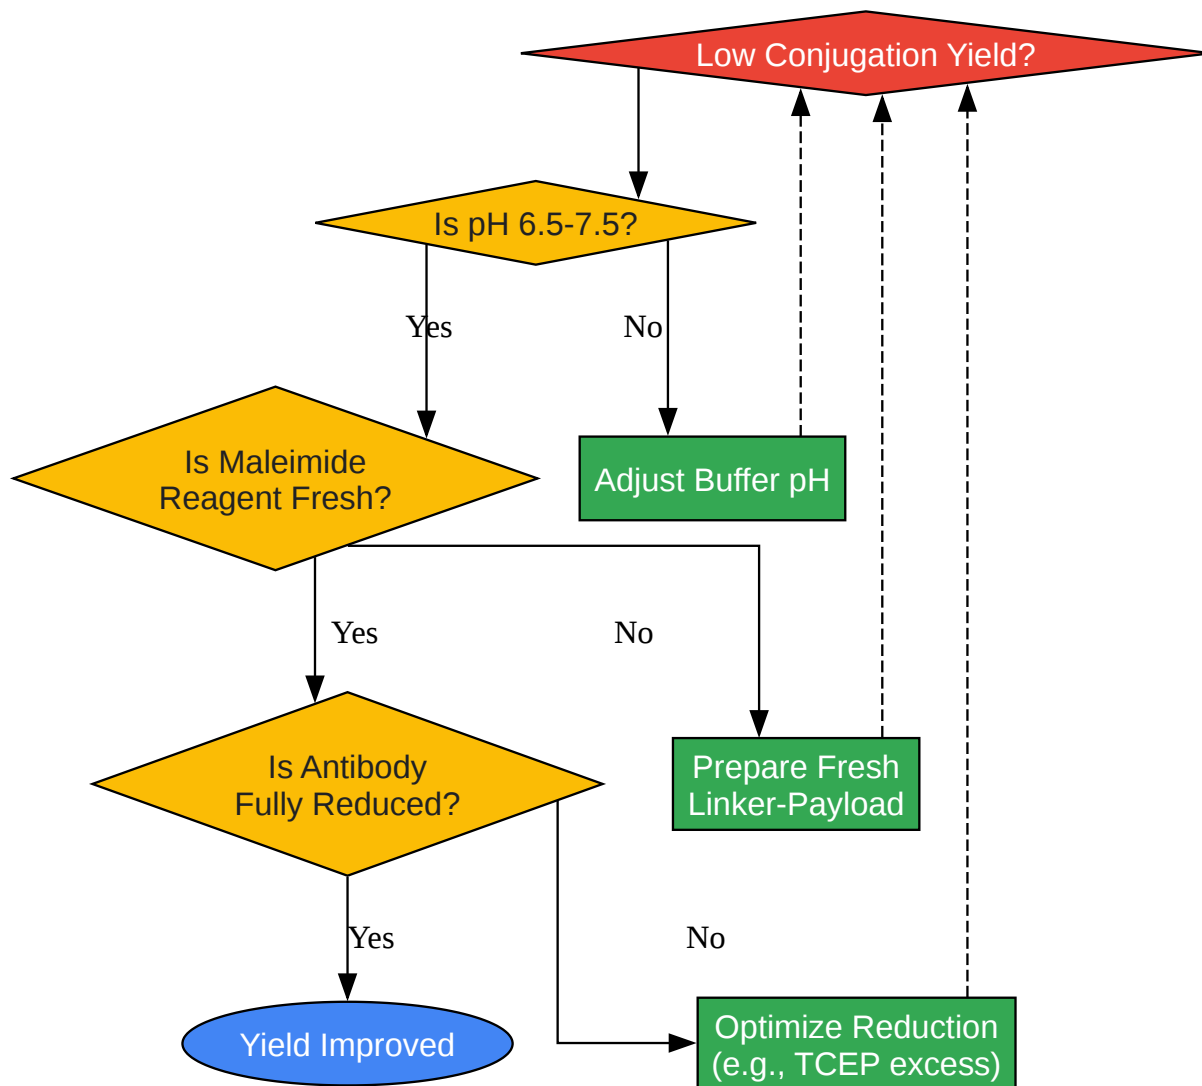 Low Conjugation Yield?
Is pH 6.5-7.5?
Yes
No
Is Maleimide
Reagent Fresh?
Adjust Buffer pH
Yes
No
Is Antibody
Fully Reduced?
Prepare Fresh
Linker-Payload
Yes
No
Yield Improved
Optimize Reduction
(e.g., TCEP excess)